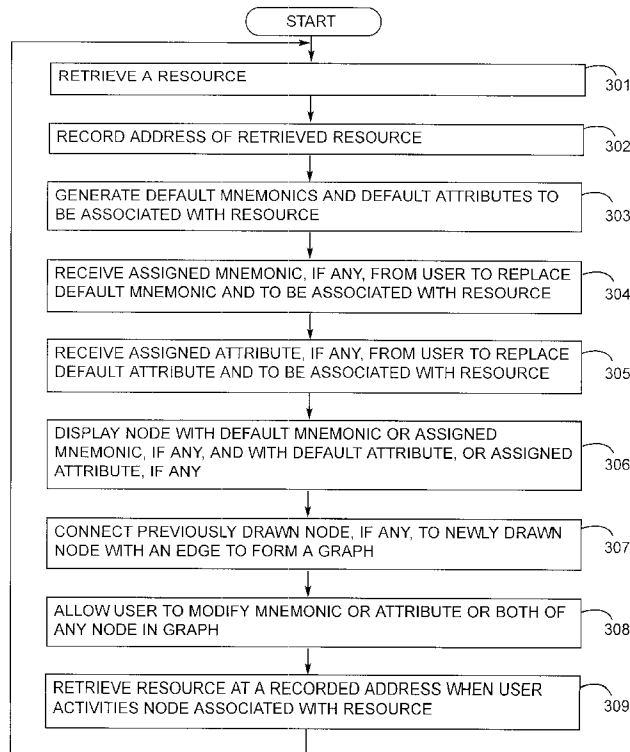 START
RETRIEVE A RESOURCE
301
RECORD ADDRESS OF RETRIEVED RESOURCE
302
GENERATE DEFAULT MNEMONICS AND DEFAULT ATTRIBUTES TO
BE ASSOCIATED WITH RESOURCE
303
RECEIVE ASSIGNED MNEMONIC, IF ANY, FROM USER TO REPLACE
DEFAULT MNEMONIC AND TO BE ASSOCIATED WITH RESOURCE
304
RECEIVE ASSIGNED ATTRIBUTE, IF ANY, FROM USER TO REPLACE
DEFAULT ATTRIBUTE AND TO BE ASSOCIATED WITH RESOURCE
305
DISPLAY NODE WITH DEFAULT MNEMONIC OR ASSIGNED
MNEMONIC, IF ANY, AND WITH DEFAULT ATTRIBUTE, OR ASSIGNED
ATTRIBUTE, IF ANY
306
CONNECT PREVIOUSLY DRAWN NODE, IF ANY, TO NEWLY DRAWN
NODE WITH AN EDGE TO FORM A GRAPH
307
ALLOW USER TO MODIFY MNEMONIC OR ATTRIBUTE OR BOTH OF
ANY NODE IN GRAPH
308
RETRIEVE RESOURCE AT A RECORDED ADDRESS WHEN USER
ACTIVITIES NODE ASSOCIATED WITH RESOURCE
309